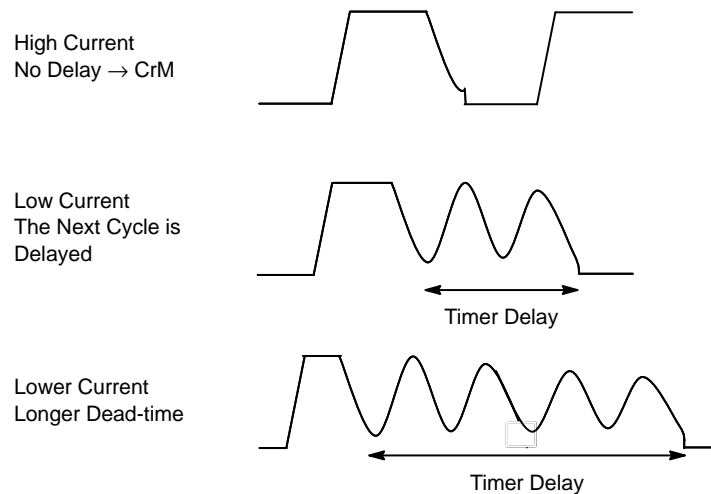 High Current
No Delay → CrM
Low Current
The Next Cycle is
Delayed
Timer Delay
Lower Current
Longer Dead-time
Timer Delay